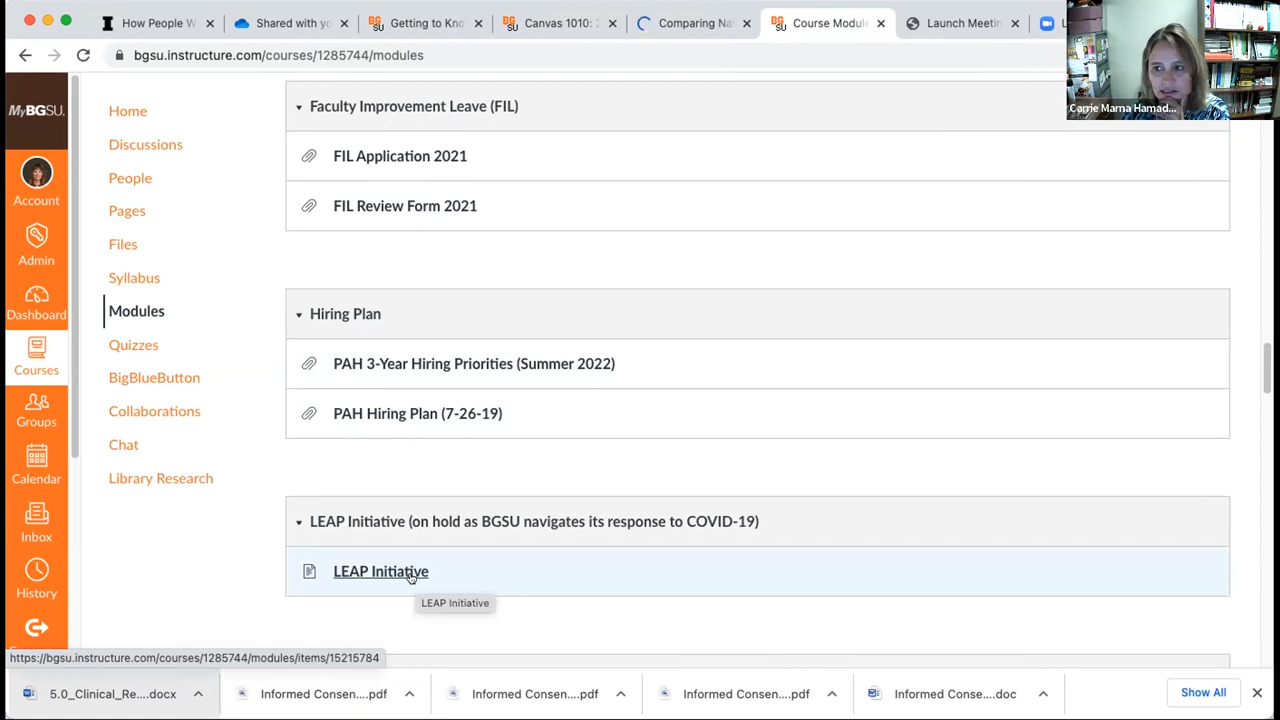 How People W
Shared with yo
Getting to Kno
Canvas 1010: 2
Comparing Na
Course Module
Launch Meetin
bgsu.instructure.com/courses/1285744/modules
Carrie Marna Hamad...
MyBGSU.
Account
Admin
Dashboard
Courses
Groups
Calendar
Inbox
History
Home
Discussions
People
Pages
Files
Syllabus
Modules
Quizzes
BigBlueButton
Collaborations
Chat
Library Research
Faculty Improvement Leave (FIL)
FIL Application 2021
FIL Review Form 2021
Hiring Plan
PAH 3-Year Hiring Priorities (Summer 2022)
PAH Hiring Plan (7-26-19)
LEAP Initiative (on hold as BGSU navigates its response to COVID-19)
LEAP Initiative
LEAP Initiative
https://bgsu.instructure.com/courses/1285744/modules/items/15215784
5.0_Clinical_Re....docx
Informed Consen....pdf
Informed Consen....pdf
Informed Consen....pdf
Informed Conse....doc
Show All